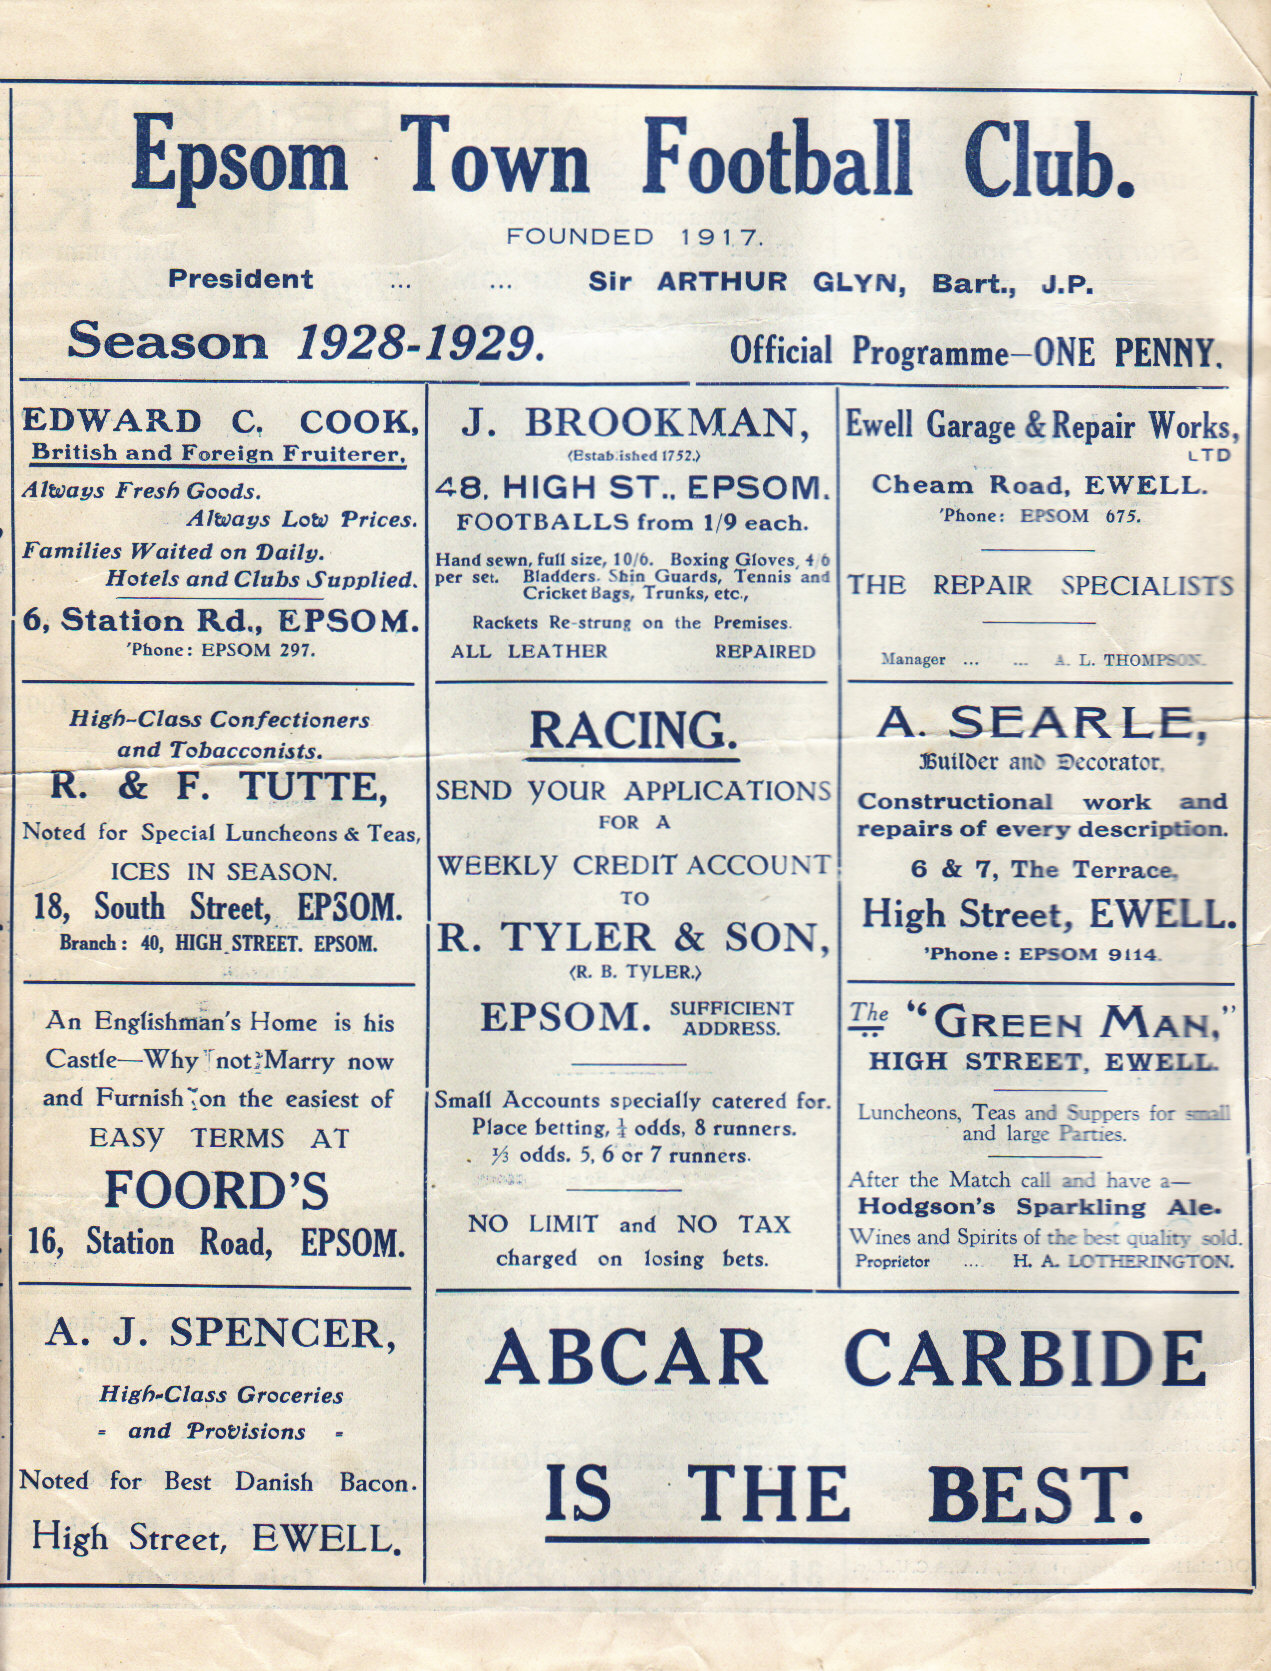 Epsom Town Football Club.
FOUNDED 1917.
President ... ... Sir ARTHUR GLYN, Bart., J.P.
Season 1928-1929.
Official Programme—ONE PENNY.
EDWARD C. COOK,
British and Foreign Fruiterer.
Always Fresh Goods.
Always Low Prices.
Families Waited on Daily.
Hotels and Clubs Supplied.
6, Station Rd., EPSOM.
'Phone: EPSOM 297.
High-Class Confectioners
and Tobacconists.
R. & F. TUTTE,
Noted for Special Luncheons & Teas,
ICES IN SEASON.
18, South Street, EPSOM.
Branch: 40, HIGH STREET. EPSOM.
An Englishman's Home is his
Castle—Why not Marry now
and Furnish on the easiest of
EASY TERMS AT
FOORD'S
16, Station Road, EPSOM.
A. J. SPENCER,
High-Class Groceries
- and Provisions -
Noted for Best Danish Bacon.
High Street, EWELL.
J. BROOKMAN,
(Established 1752.)
48, HIGH ST., EPSOM.
FOOTBALLS from 1/9 each.
Hand sewn, full size, 10/6. Boxing Gloves, 4/6
per set. Bladders. Shin Guards, Tennis and
Cricket Bags, Trunks, etc.,
Rackets Re-strung on the Premises.
ALL LEATHER REPAIRED
RACING.
SEND YOUR APPLICATIONS
FOR A
WEEKLY CREDIT ACCOUNT
TO
R. TYLER & SON,
(R. B. TYLER.)
EPSOM. SUFFICIENT
ADDRESS.
Small Accounts specially catered for.
Place betting, ¼ odds, 8 runners.
⅓ odds. 5, 6 or 7 runners.
NO LIMIT and NO TAX
charged on losing bets.
Ewell Garage & Repair Works,
LTD
Cheam Road, EWELL.
'Phone: EPSOM 675.
THE REPAIR SPECIALISTS
Manager ... ... A. L. THOMPSON.
A. SEARLE,
Builder and Decorator.
Constructional work and
repairs of every description.
6 & 7, The Terrace,
High Street, EWELL.
'Phone: EPSOM 9114.
The "GREEN MAN,"
HIGH STREET, EWELL.
Luncheons, Teas and Suppers for small
and large Parties.
After the Match call and have a—
Hodgson's Sparkling Ale.
Wines and Spirits of the best quality sold.
Proprietor .... H. A. LOTHERINGTON.
ABCAR CARBIDE
IS THE BEST.